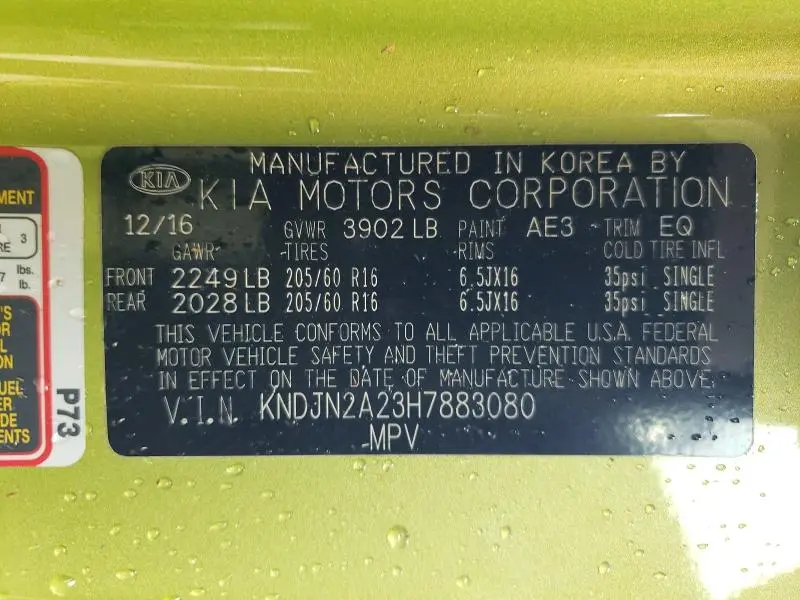 MANUFACTURED IN KOREA BY
KIA KIA MOTORS CORPORATION
12/16 GVWR 3902 LB PAINT AE3 TRIM EQ
GAWR TIRES RIMS COLD TIRE INFL
FRONT 2249 LB 205/60 R16 6.5JX16 35psi SINGLE
REAR 2028 LB 205/60 R16 6.5JX16 35psi SINGLE
THIS VEHICLE CONFORMS TO ALL APPLICABLE U.S.A. FEDERAL
MOTOR VEHICLE SAFETY AND THEFT PREVENTION STANDARDS
IN EFFECT ON THE DATE OF MANUFACTURE SHOWN ABOVE.
V.I.N. KNDJN2A23H7883080
MPV
3
lbs.
lb.
P73